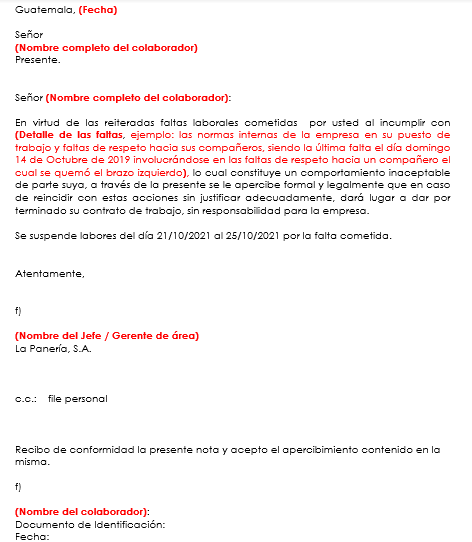 Guatemala, (Fecha)
Señor
(Nombre completo del colaborador)
Presente.
Señor (Nombre completo del colaborador):
En virtud de las reiteradas faltas laborales cometidas por usted al incumplir con
(Detalle de las faltas, ejemplo: las normas internas de la empresa en su puesto de
trabajo y faltas de respeto hacia sus compañeros, siendo la última falta el día domingo
14 de Octubre de 2019 involucrándose en las faltas de respeto hacia un compañero el
cual se quemó el brazo izquierdo), lo cual constituye un comportamiento inaceptable
de parte suya, a través de la presente se le apercibe formal y legalmente que en caso
de reincidir con estas acciones sin justificar adecuadamente, dará lugar a dar por
terminado su contrato de trabajo, sin responsabilidad para la empresa.
Se suspende labores del día 21/10/2021 al 25/10/2021 por la falta cometida.
Atentamente,
f)
(Nombre del Jefe / Gerente de área)
La Panería, S.A.
c.c.: file personal
Recibo de conformidad la presente nota y acepto el apercibimiento contenido en la
misma.
f)
(Nombre del colaborador):
Documento de Identificación:
Fecha: